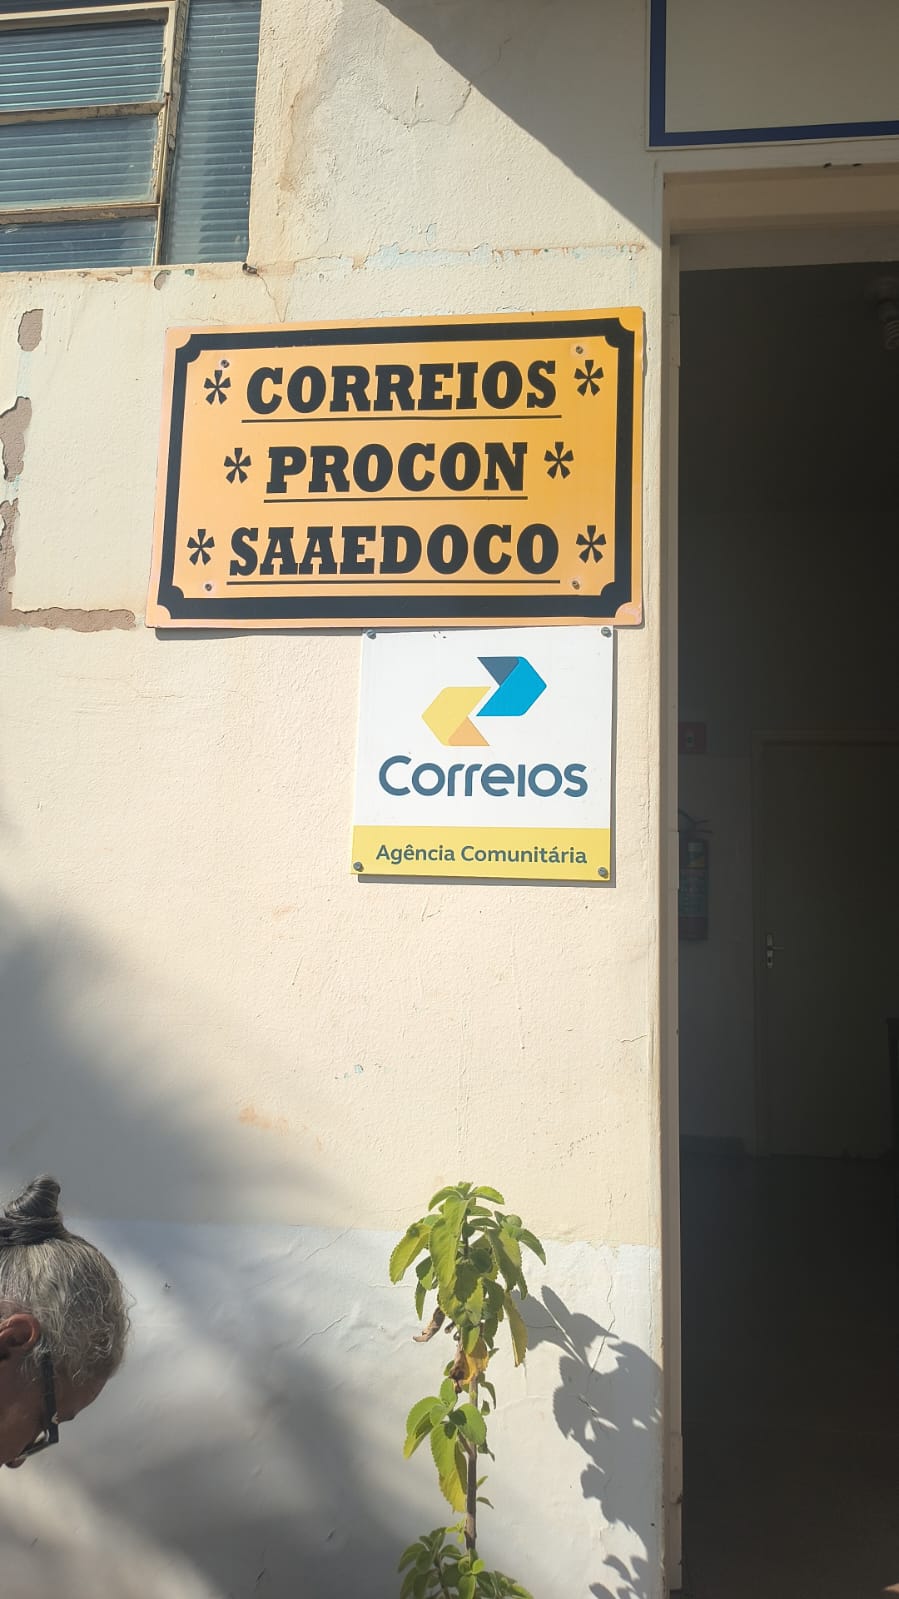 * CORREIOS *
* PROCON *
* SAAEDOCO *
Correios
Agência Comunitária